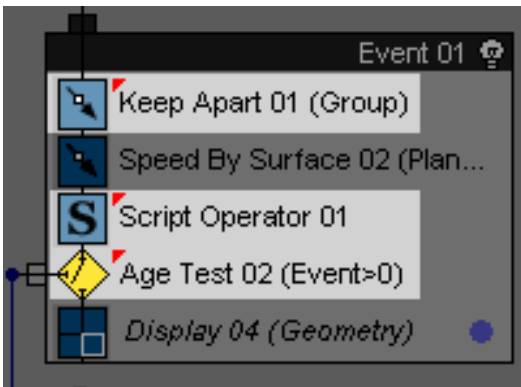 Event 01
Keep Apart 01 (Group)
Speed By Surface 02 (Plan...
S Script Operator 01
Age Test 02 (Event>0)
Display 04 (Geometry)